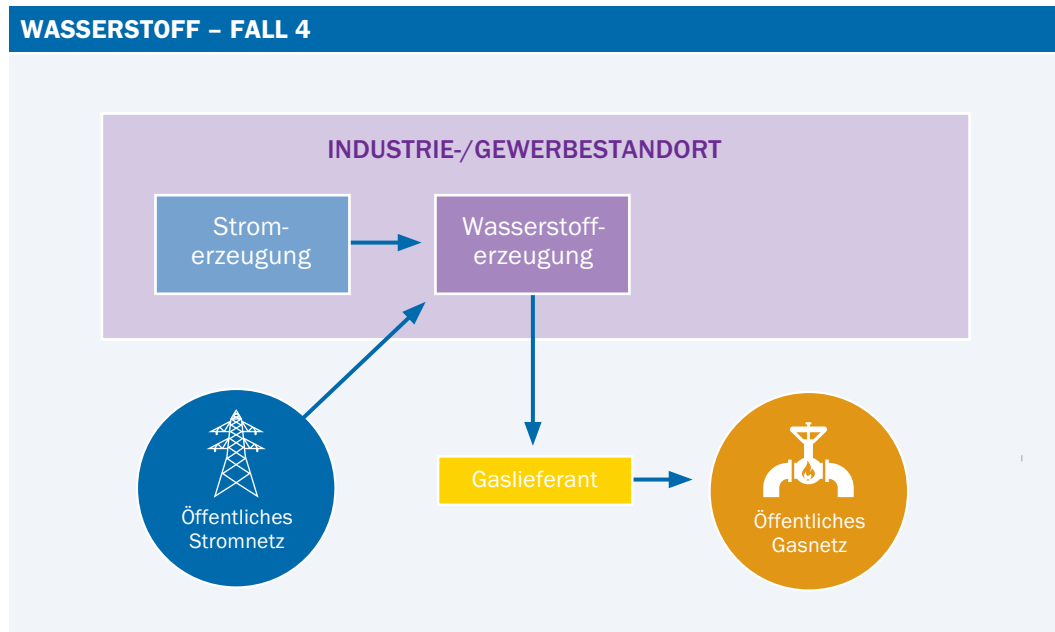 WASSERSTOFF – FALL 4
INDUSTRIE-/GEWERBESTANDORT
Strom-
erzeugung
Wasserstoff-
erzeugung
Gaslieferant
Öffentliches
Stromnetz
Öffentliches
Gasnetz